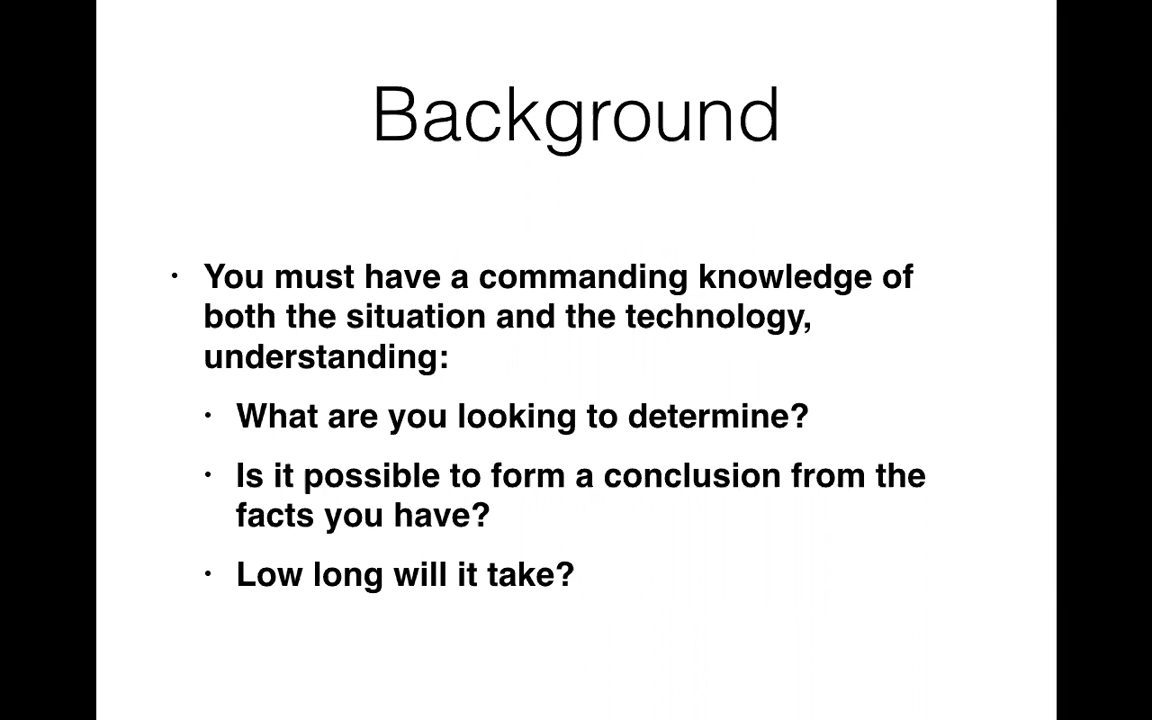 Background
• You must have a commanding knowledge of
both the situation and the technology,
understanding:
• What are you looking to determine?
• Is it possible to form a conclusion from the
facts you have?
• Low long will it take?